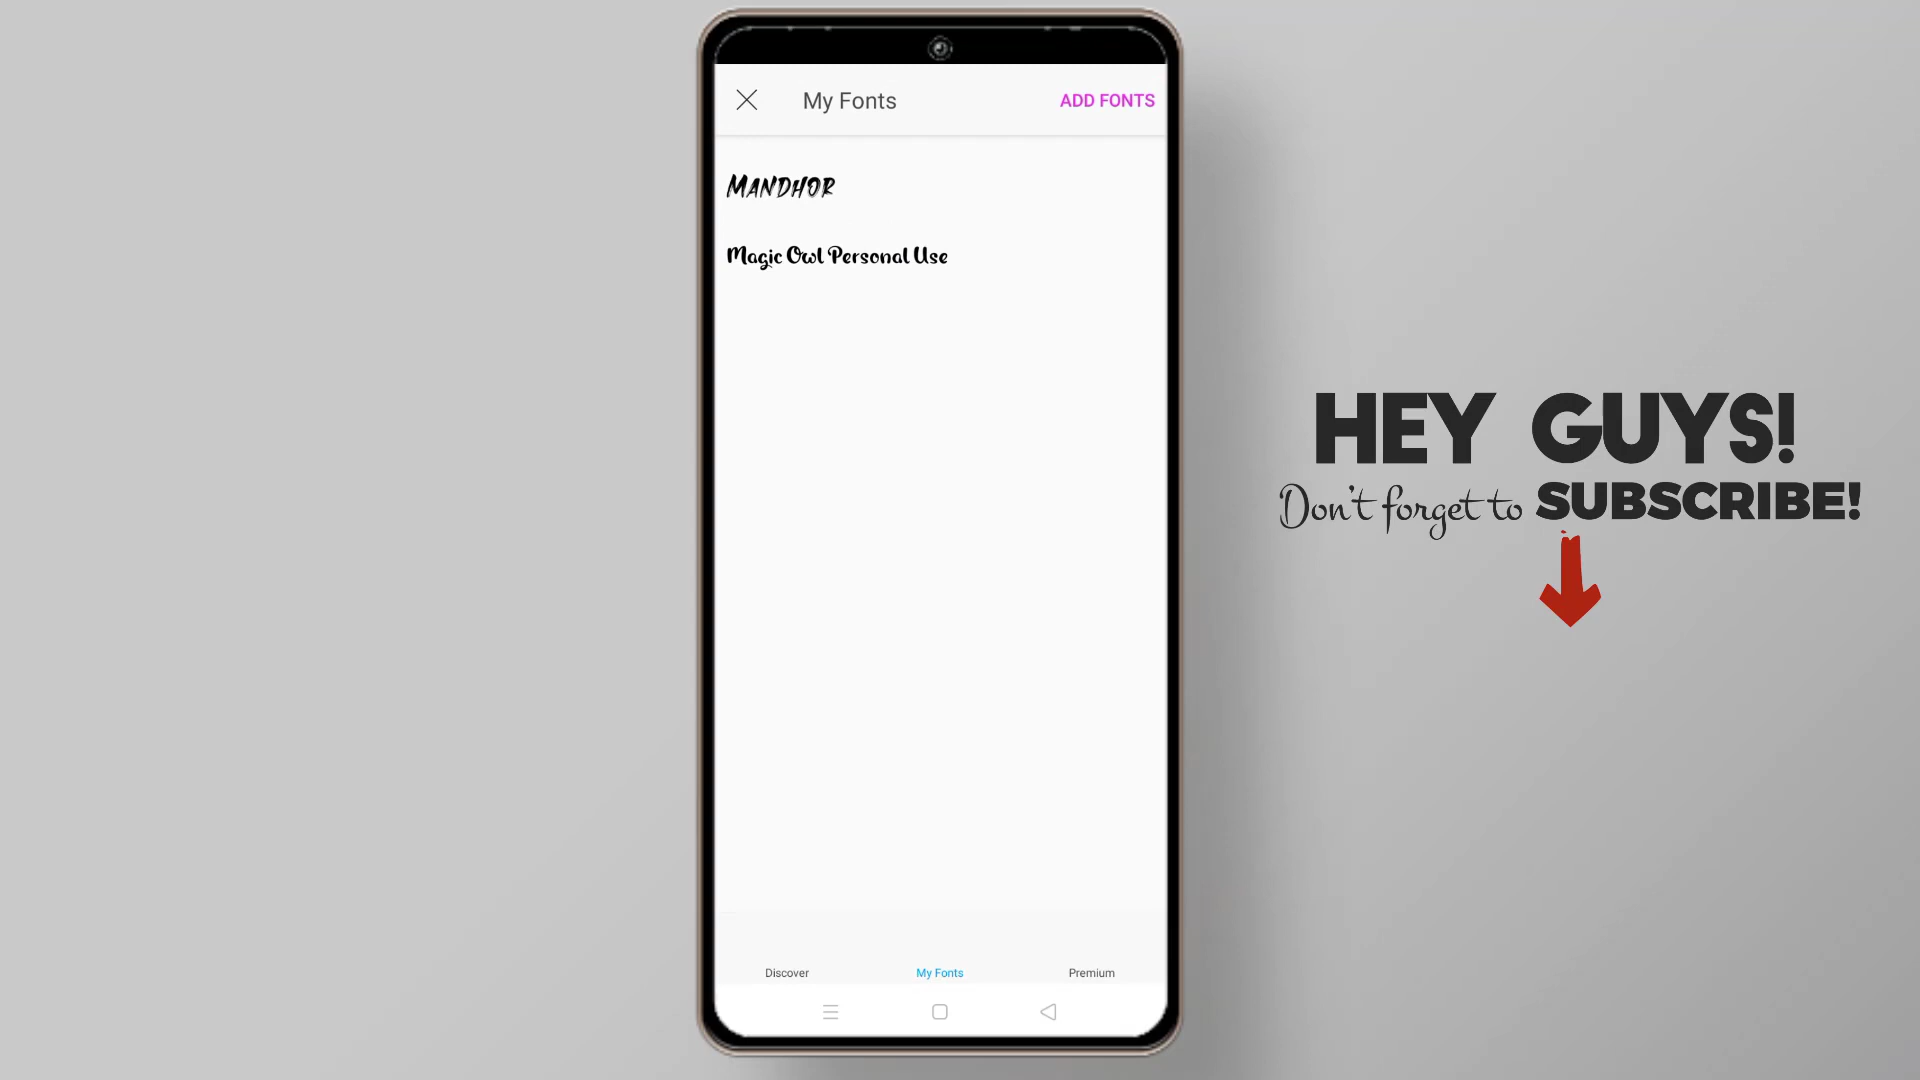 My Fonts
ADD FONTS
MANDHOR
Magic Owl Personal Use
HEY GUYS!
Don't forget to SUBSCRIBE!
Discover
My Fonts
Premium